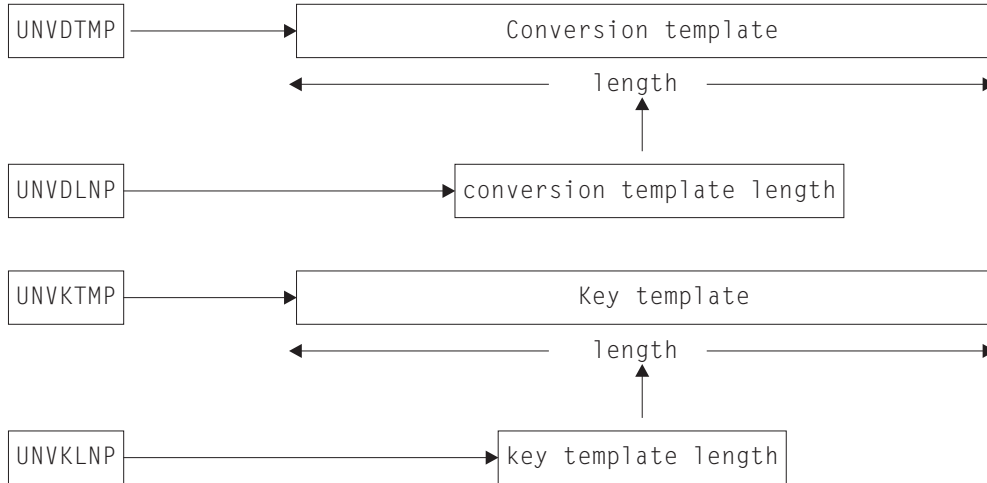 UNVDTMP Conversion template
length
UNVDLNP conversion template length
UNVKTMP Key template
length
UNVKLNP key template length